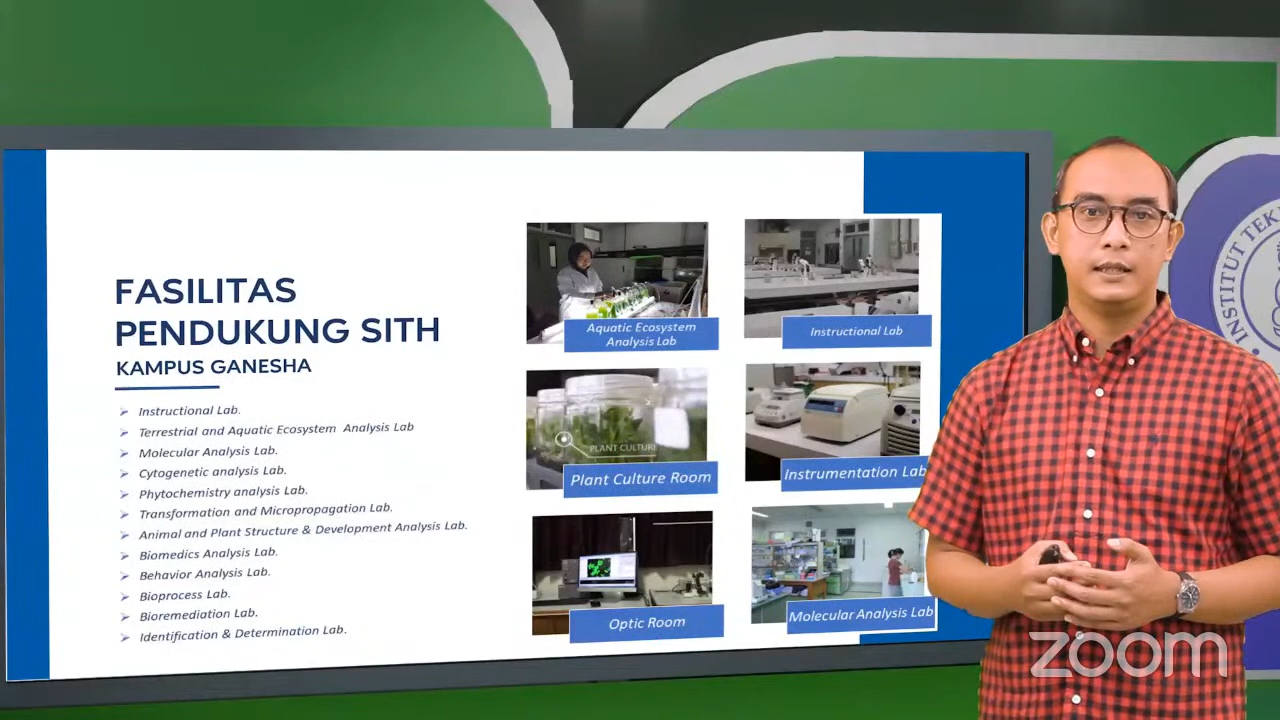 FASILITAS
PENDUKUNG SITH
KAMPUS GANESHA
Instructional Lab.
Terrestrial and Aquatic Ecosystem Analysis Lab
Molecular Analysis Lab.
Cytogenetic analysis Lab.
Phytochemistry analysis Lab.
Transformation and Micropropagation Lab.
Animal and Plant Structure & Development Analysis Lab.
Biomedics Analysis Lab.
Behavior Analysis Lab.
Bioprocess Lab.
Bioremediation Lab.
Identification & Determination Lab.
Aquatic Ecosystem
Analysis Lab
Instructional Lab
PLANT CULTURE
Plant Culture Room
Instrumentation Lab
Optic Room
Molecular Analysis Lab
INSTITUT
zoom